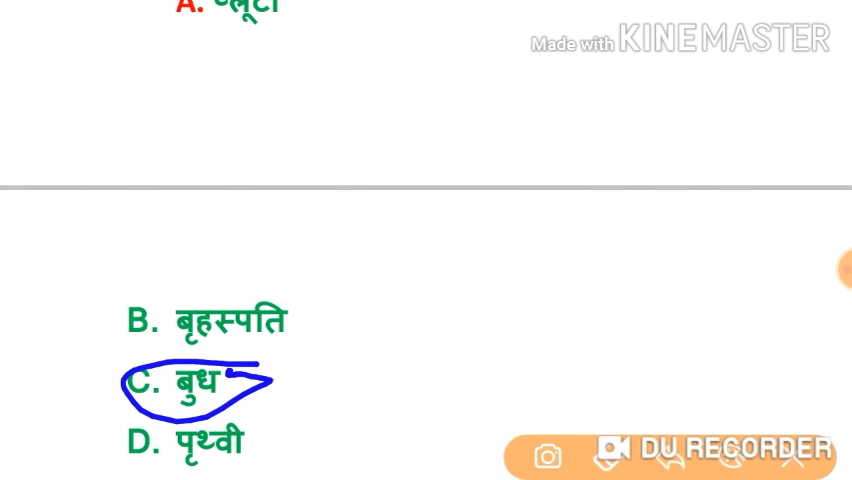 A. प्लूटो
Made with KINEMASTER
B. बृहस्पति
C. बुध
D. पृथ्वी
DU RECORDER